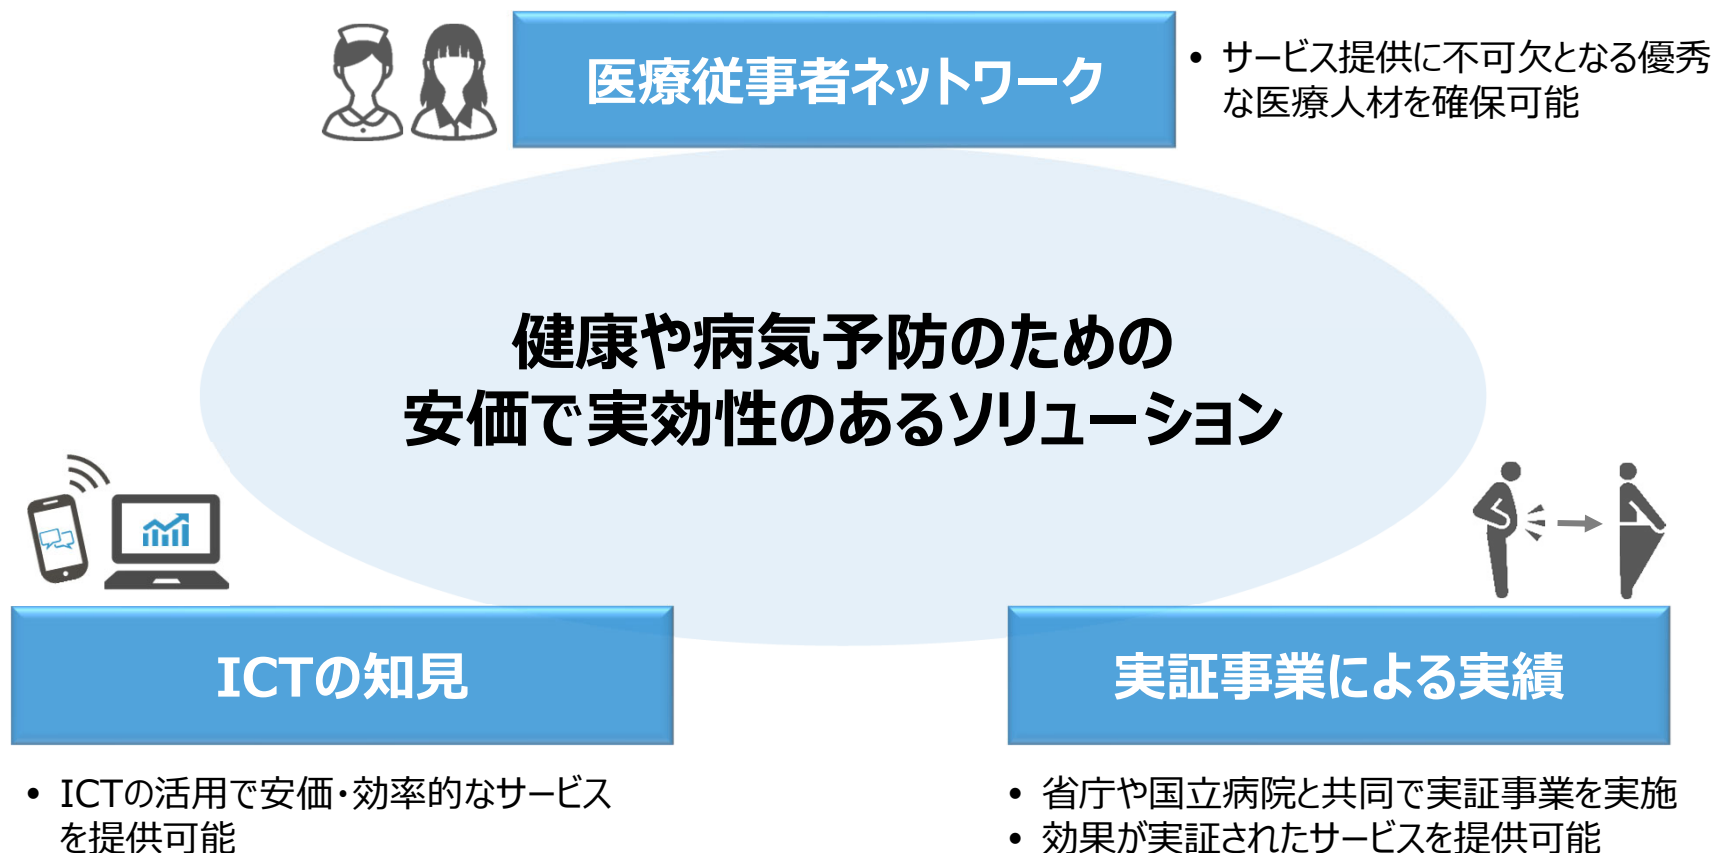 医療従事者ネットワーク
• サービス提供に不可欠となる優秀
な医療人材を確保可能
健康や病気予防のための
安価で実効性のあるソリューション
ICTの知見
• ICTの活用で安価・効率的なサービス
を提供可能
実証事業による実績
• 省庁や国立病院と共同で実証事業を実施
• 効果が実証されたサービスを提供可能